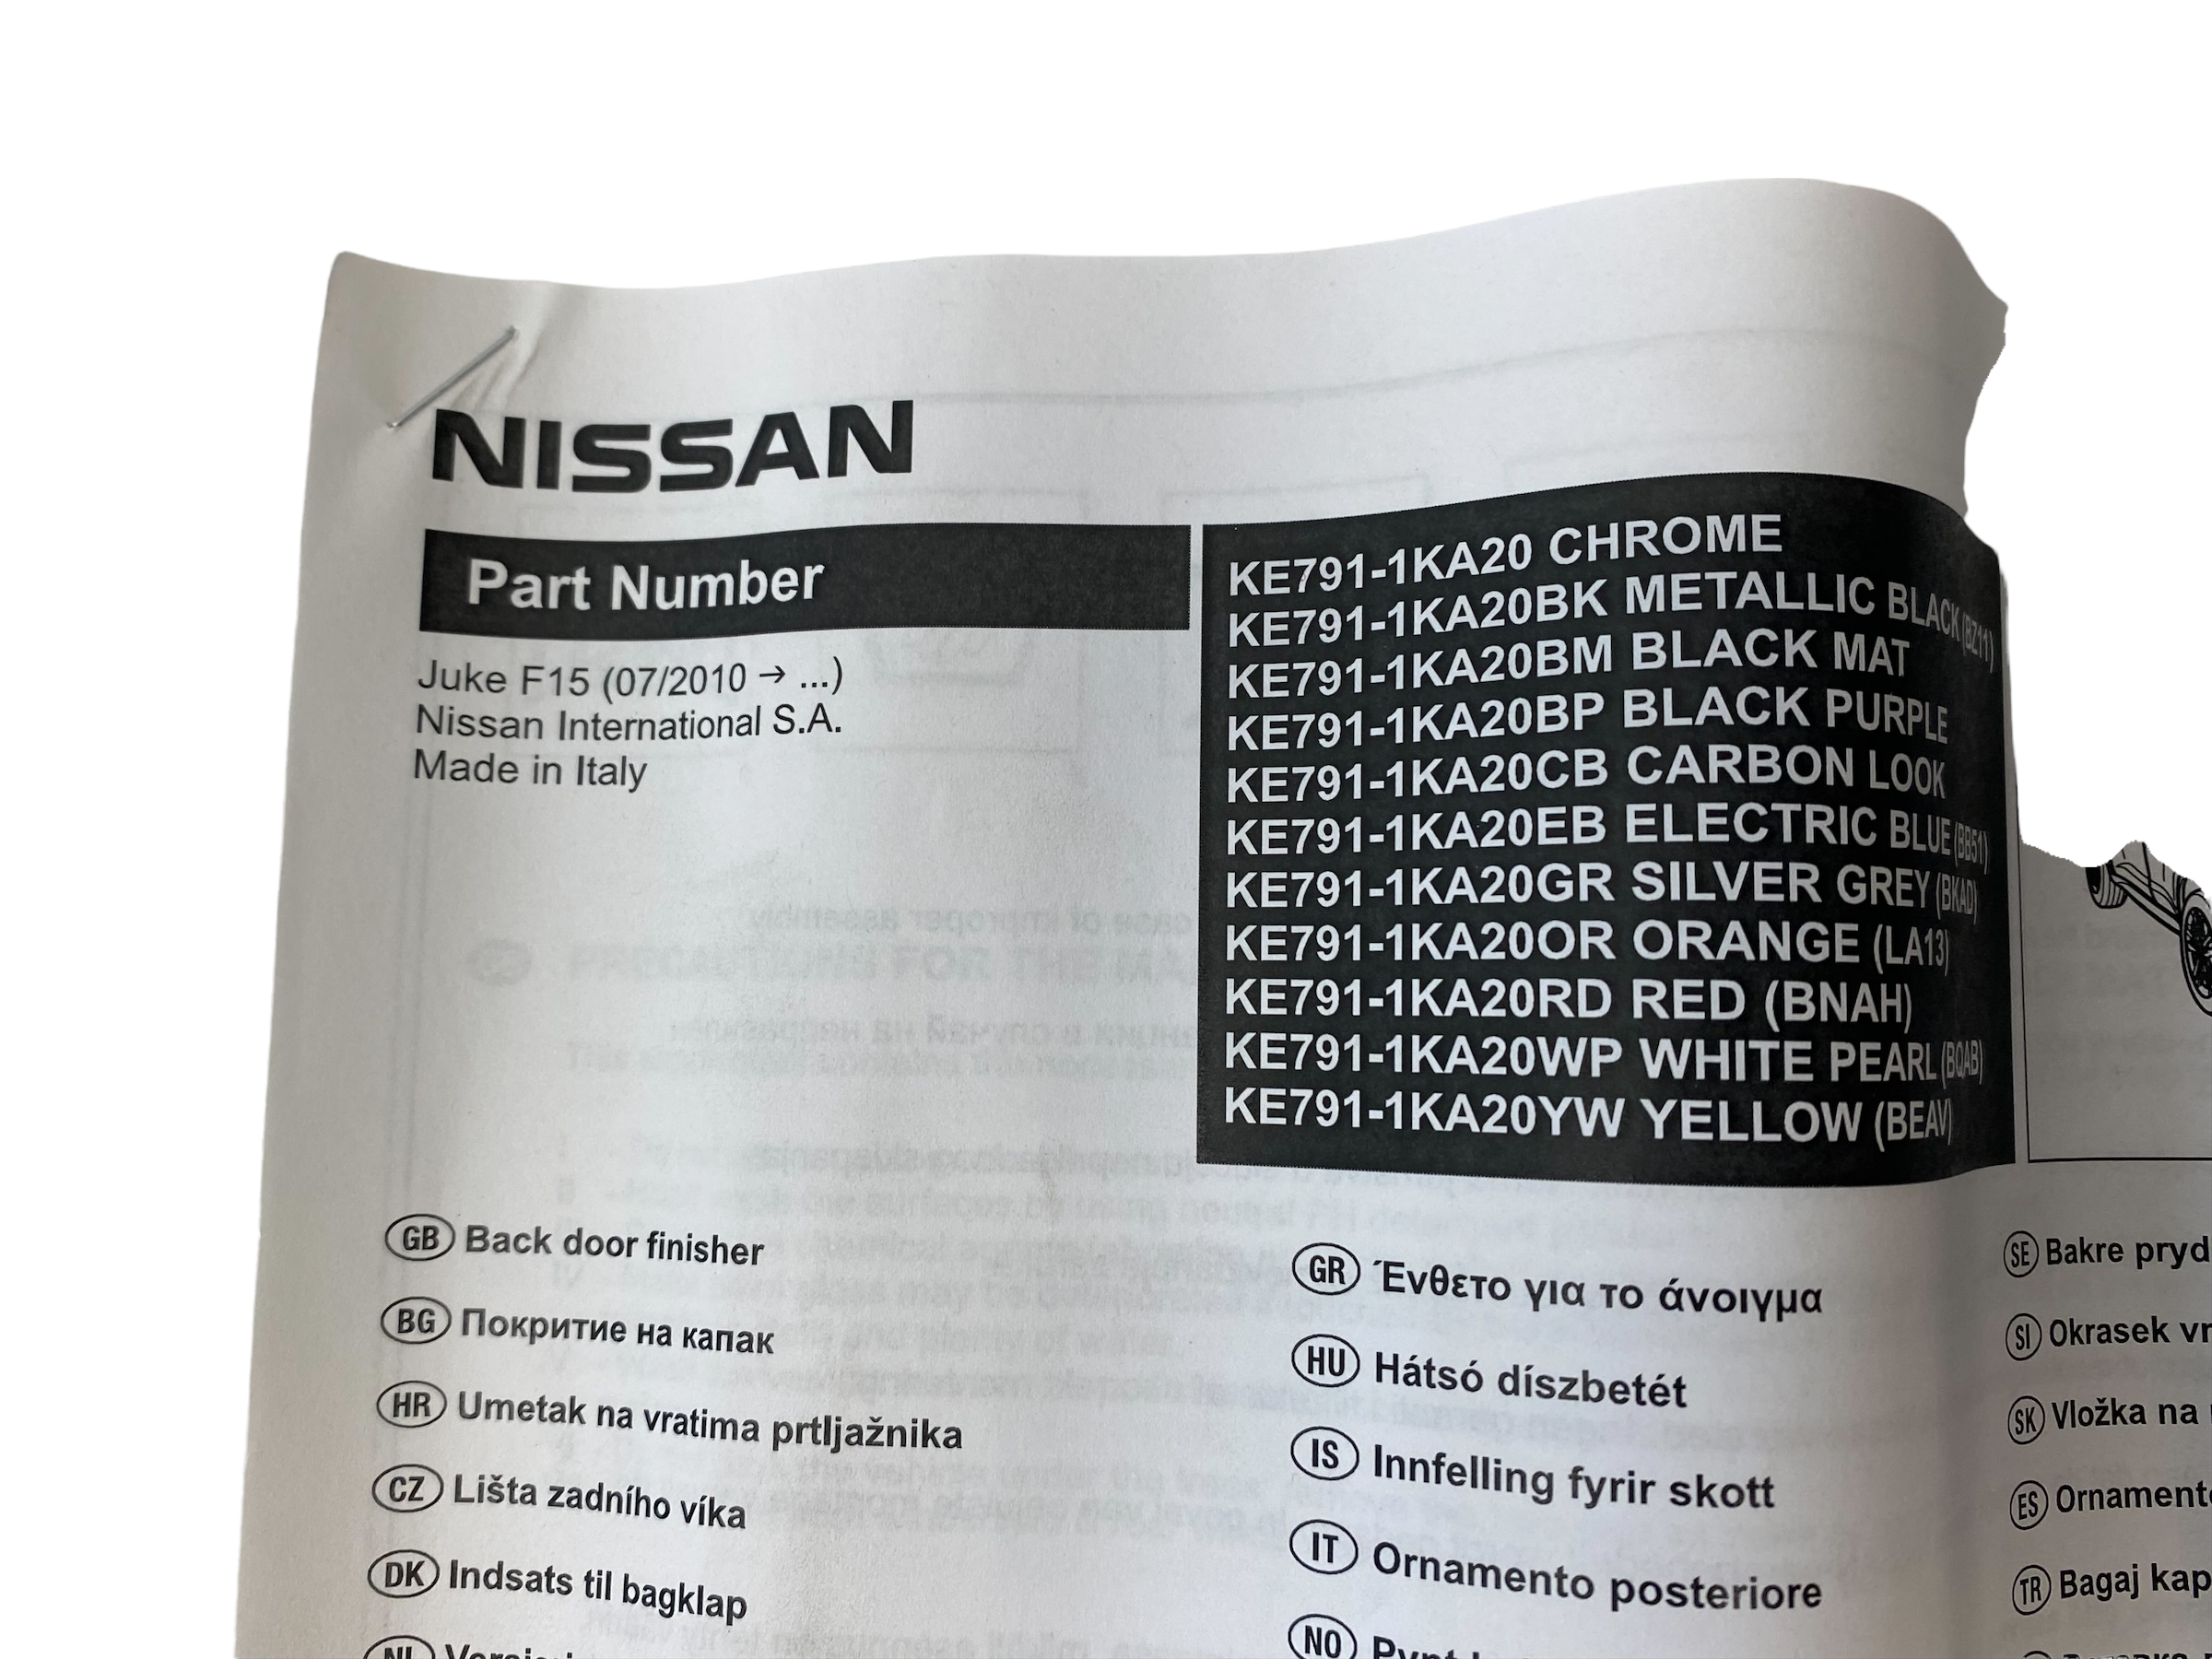 NISSAN
Part Number
Juke F15 (07/2010 → ...)
Nissan International S.A.
Made in Italy
KE791-1KA20 CHROME
KE791-1KA20BK METALLIC BLACK (BZ11)
KE791-1KA20BM BLACK MAT
KE791-1KA20BP BLACK PURPLE
KE791-1KA20CB CARBON LOOK
KE791-1KA20EB ELECTRIC BLUE (BB51)
KE791-1KA20GR SILVER GREY (BKAD)
KE791-1KA20OR ORANGE (LA13)
KE791-1KA20RD RED (BNAH)
KE791-1KA20WP WHITE PEARL (BQAB)
KE791-1KA20YW YELLOW (BEAV)
GB Back door finisher
BG Покритие на капак
HR Umetak na vratima prtljažnika
CZ Lišta zadního víka
DK Indsats til bagklap
NL
GR Ένθετο για το άνοιγμα
HU Hátsó díszbetét
IS Innfelling fyrir skott
IT Ornamento posteriore
NO
SE Bakre pryd
SI Okrasek vr
SK Vložka na
ES Ornamento
TR Bagaj kap